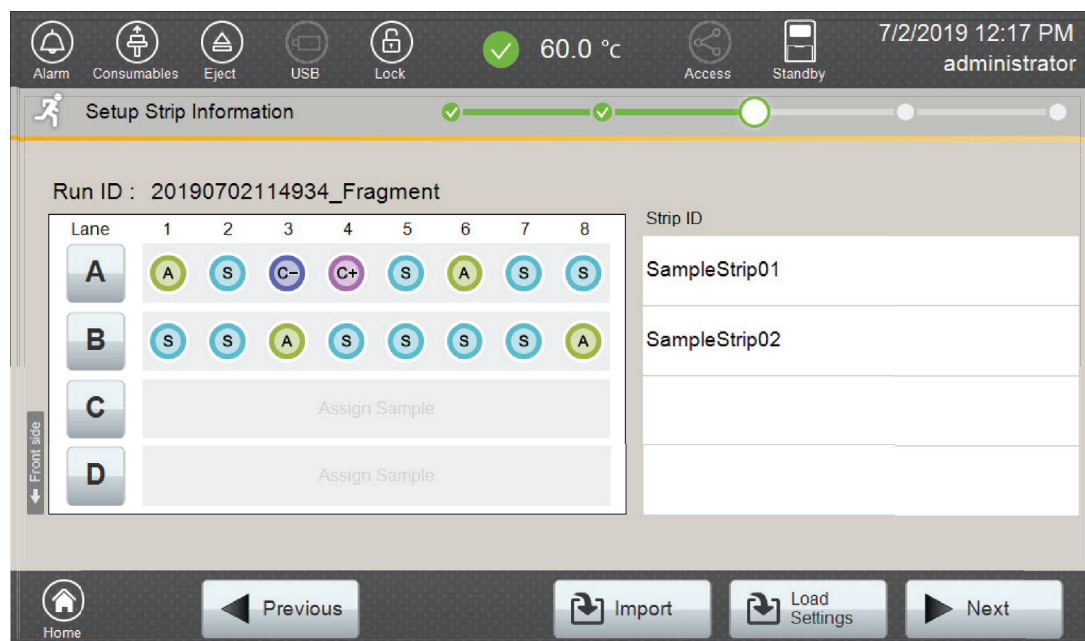 Alarm Consumables Eject USB Lock 60.0 °C Access Standby 7/2/2019 12:17 PM
administrator
Setup Strip Information
Run ID : 20190702114934_Fragment
Lane 1 2 3 4 5 6 7 8 Strip ID
A A S C- C+ S A S S SampleStrip01
B S S A S S S S A SampleStrip02
C Assign Sample
D Assign Sample
Front side
Home Previous Import Load Settings Next